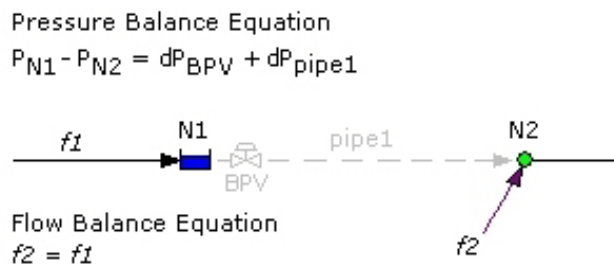 Pressure Balance Equation
PN1 - PN2 = dPBPV + dPpipe1
f1
N1
pipe1
N2
BPV
Flow Balance Equation
f2 = f1
f2